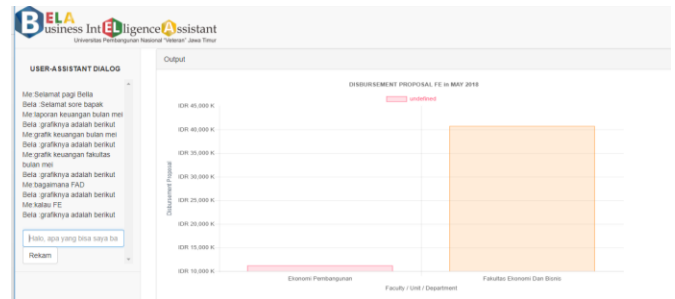 BELA
Business IntELligence Assistant
Universitas Pembangunan Nasional "Veteran" Jawa Timur
USER-ASSISTANT DIALOG
Me:Selamat pagi Bella
Bela :Selamat sore bapak
Me:laporan keuangan bulan mei
Bela :grafiknya adalah berikut
Me:grafik keuangan bulan mei
Bela :grafiknya adalah berikut
Me:grafik keuangan fakultas
bulan mei
Bela :grafiknya adalah berikut
Me:bagaimana FAD
Bela :grafiknya adalah berikut
Me:kalau FE
Bela :grafiknya adalah berikut
Halo, apa yang bisa saya ba
Rekam
Output
DISBURSEMENT PROPOSAL FE in MAY 2018
undefined
Disbursement Proposal
IDR 45,000 K
IDR 40,000 K
IDR 35,000 K
IDR 30,000 K
IDR 25,000 K
IDR 20,000 K
IDR 15,000 K
IDR 10,000 K
Ekonomi Pembangunan
Fakultas Ekonomi Dan Bisnis
Faculty / Unit / Department